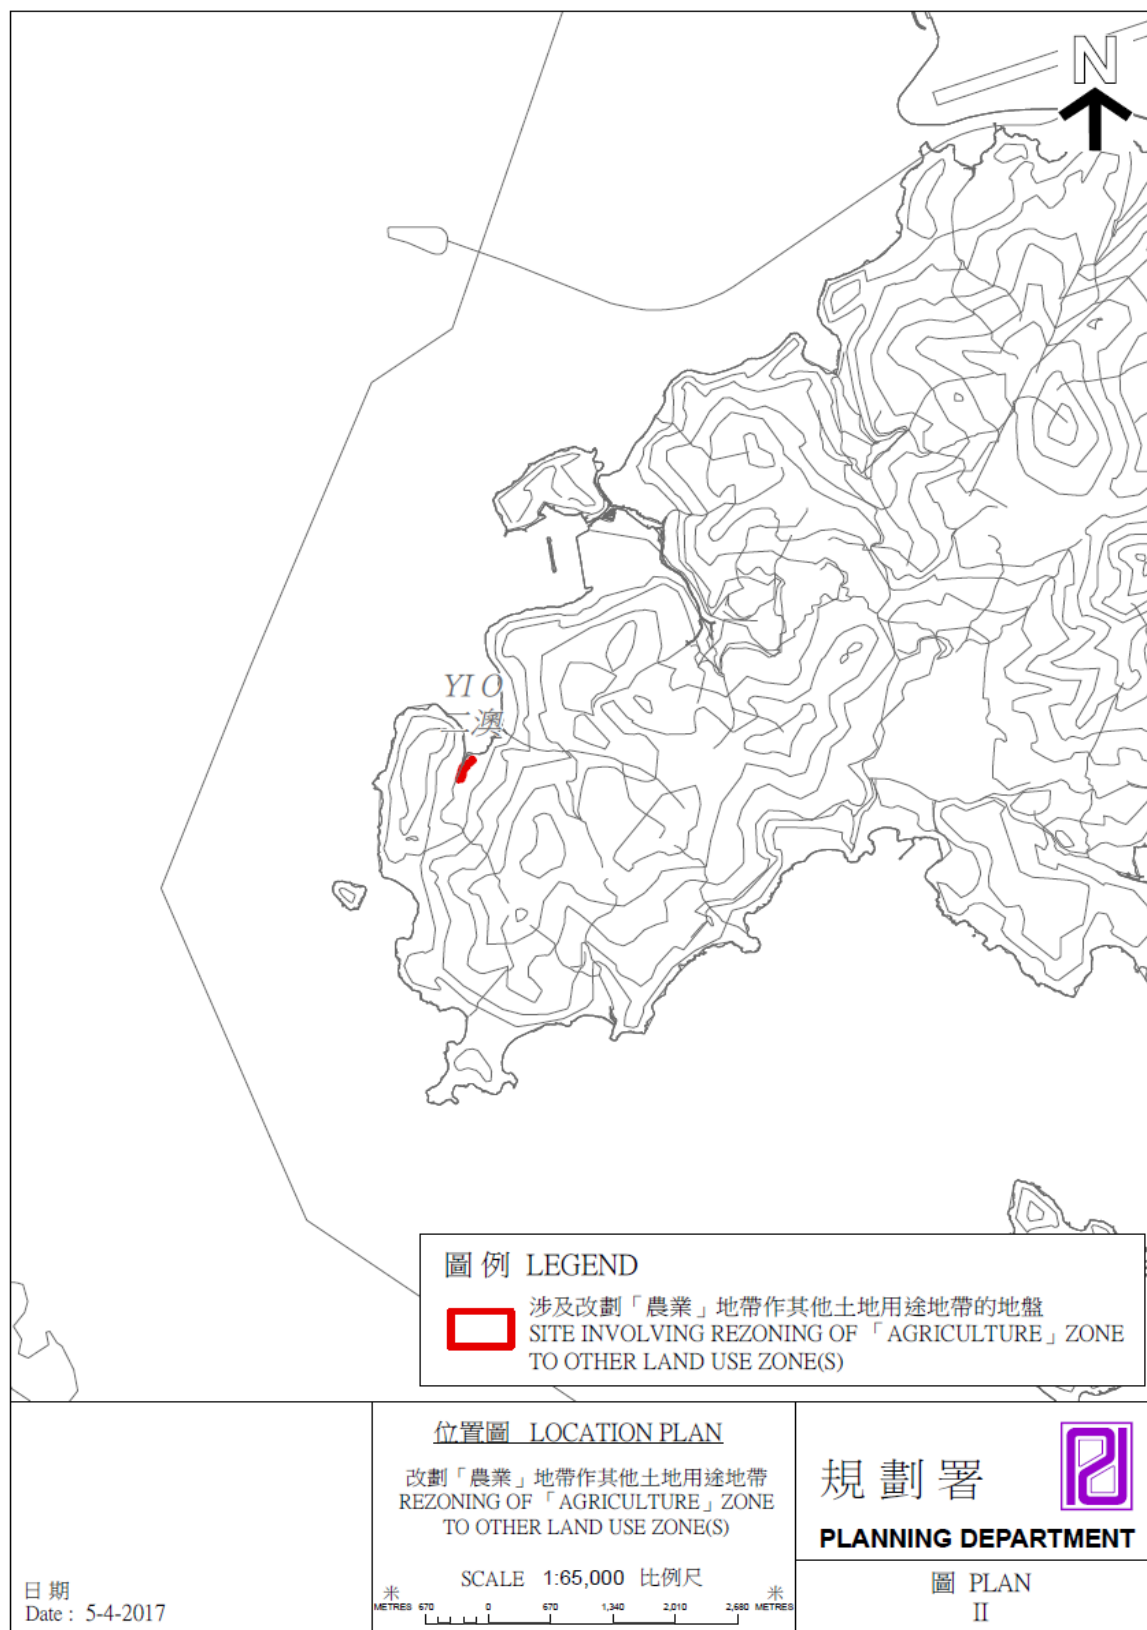 N
YI O
二澳
圖例 LEGEND
涉及改劃「農業」地帶作其他土地用途地帶的地盤
SITE INVOLVING REZONING OF「AGRICULTURE」ZONE
TO OTHER LAND USE ZONE(S)
日期
Date : 5-4-2017
位置圖 LOCATION PLAN
改劃「農業」地帶作其他土地用途地帶
REZONING OF「AGRICULTURE」ZONE
TO OTHER LAND USE ZONE(S)
SCALE 1:65,000 比例尺
米 米
METRES 670 0 670 1,340 2,010 2,680 METRES
規劃署
PLANNING DEPARTMENT
圖 PLAN
II